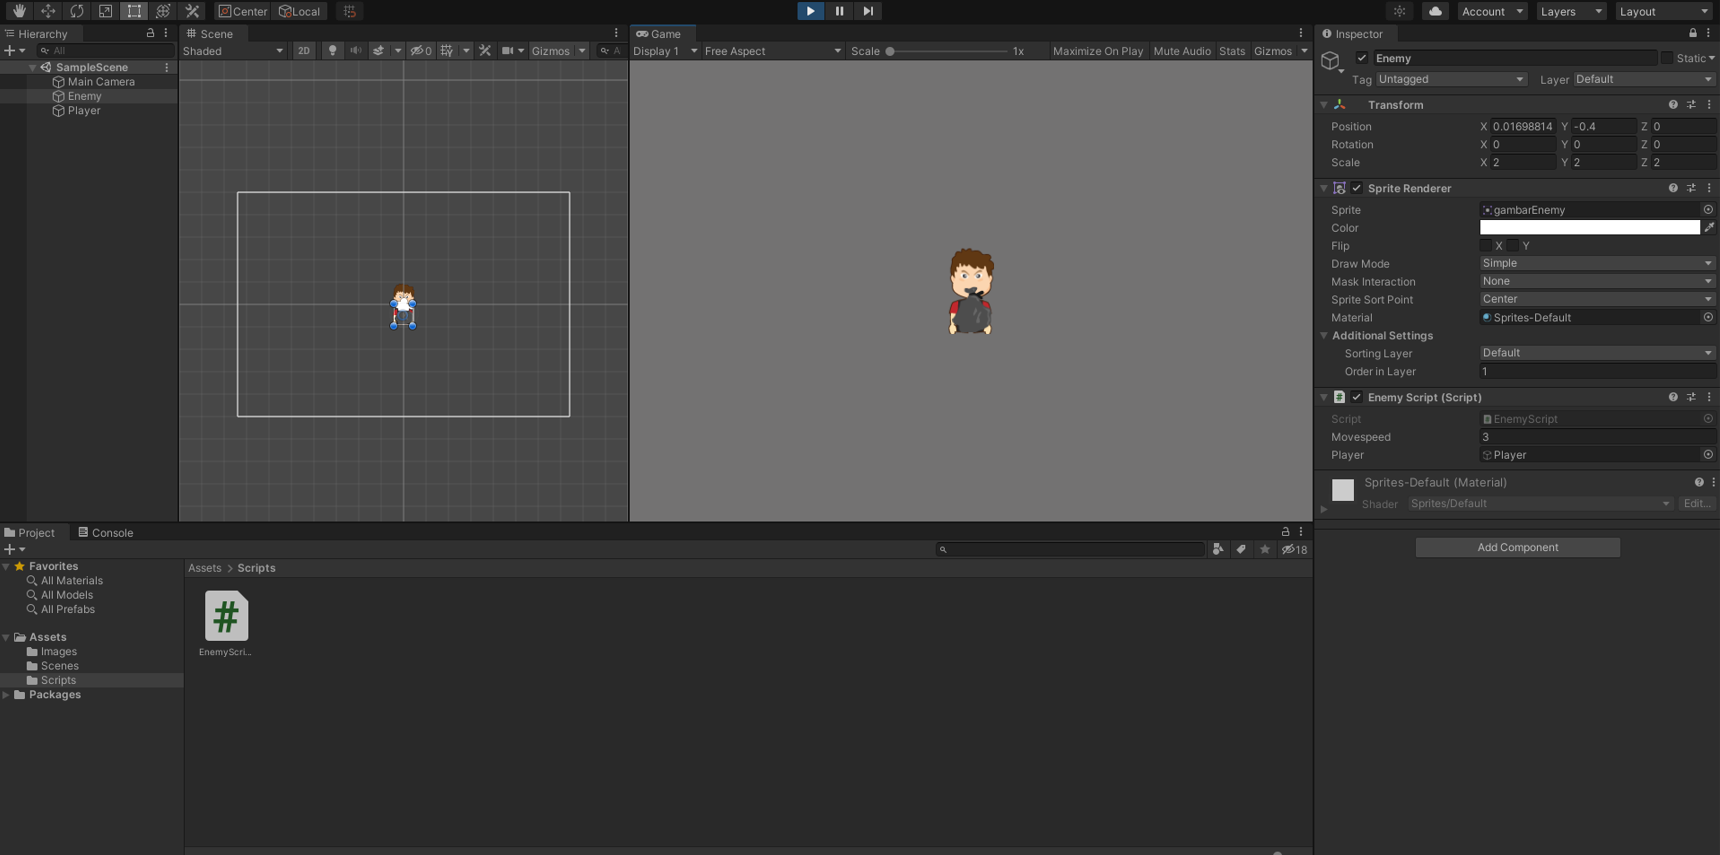 Center Local
Account Layers Layout
Hierarchy
All
SampleScene
Main Camera
Enemy
Player
Scene
Shaded 2D 0 Gizmos A
Game
Display 1 Free Aspect Scale 1x Maximize On Play Mute Audio Stats Gizmos
Inspector
Enemy Static
Tag Untagged Layer Default
Transform
Position X 0.01698814 Y -0.4 Z 0
Rotation X 0 Y 0 Z 0
Scale X 2 Y 2 Z 2
Sprite Renderer
Sprite gambarEnemy
Color
Flip X Y
Draw Mode Simple
Mask Interaction None
Sprite Sort Point Center
Material Sprites-Default
Additional Settings
Sorting Layer Default
Order in Layer 1
# Enemy Script (Script)
Script EnemyScript
Movespeed 3
Player Player
Sprites-Default (Material)
Shader Sprites/Default Edit...
Add Component
Project Console
18
Favorites
All Materials
All Models
All Prefabs
Assets
Images
Scenes
Scripts
Packages
Assets > Scripts
#
EnemyScri...